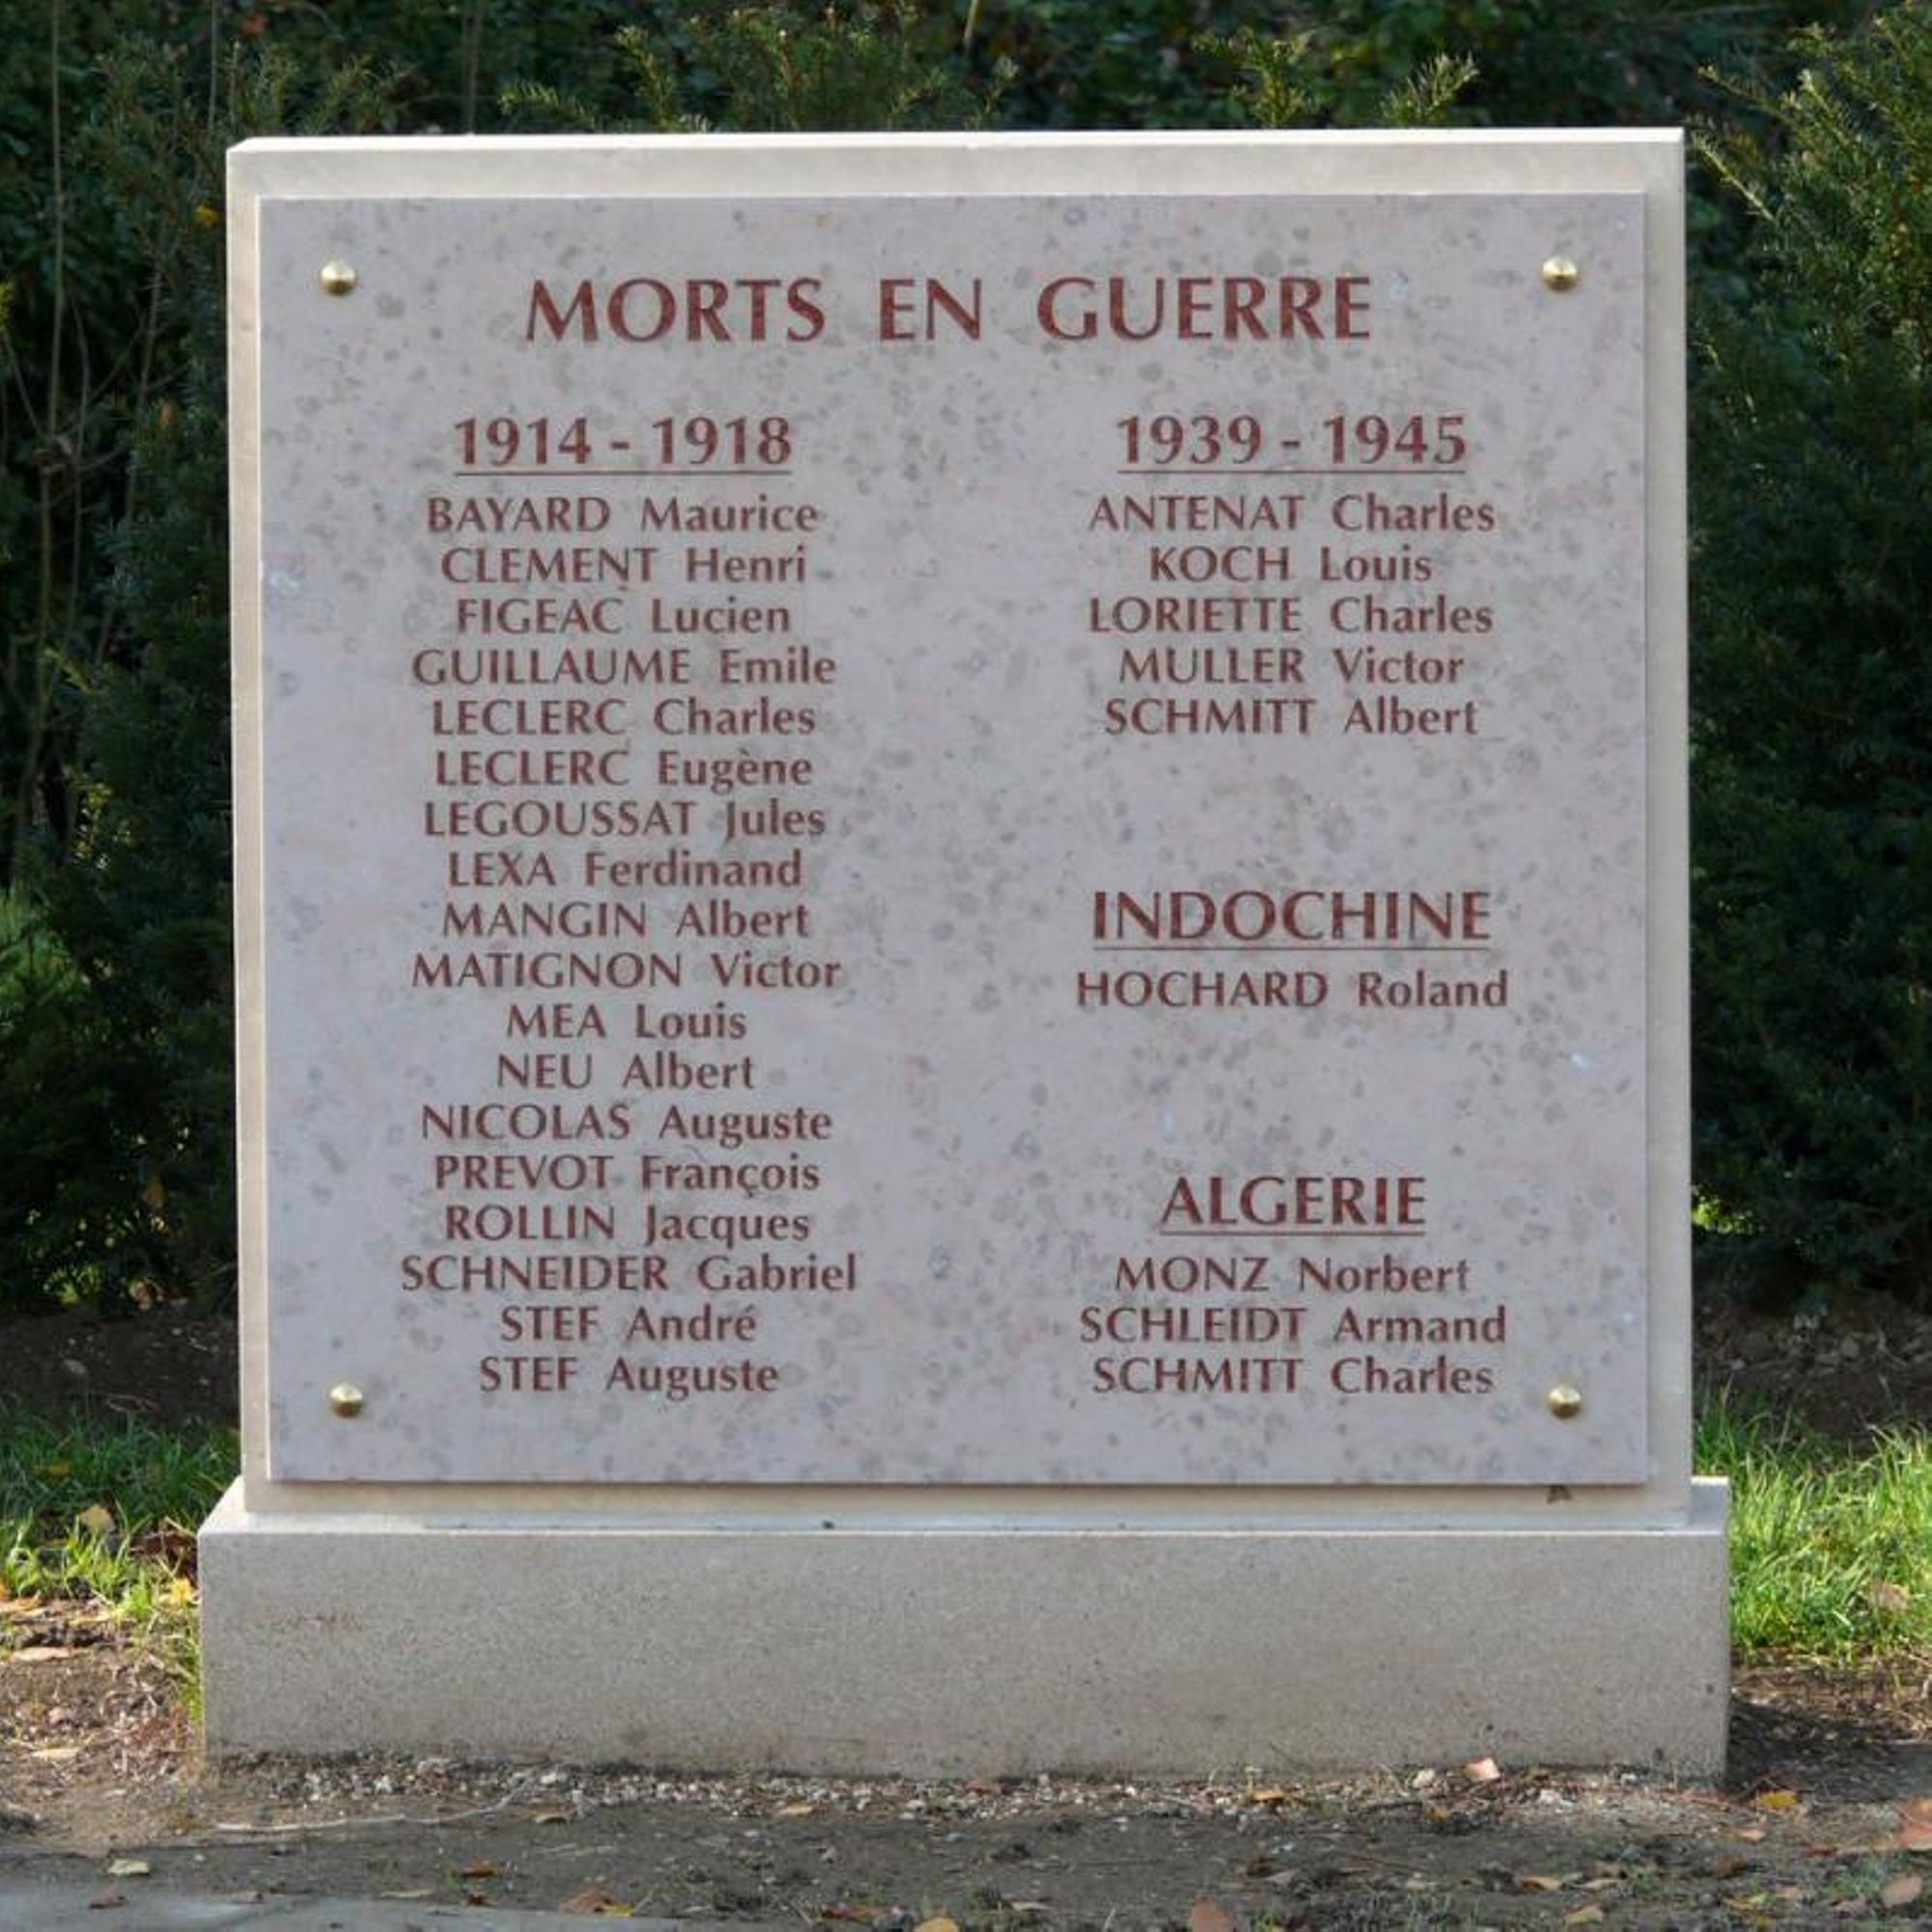 MORTS EN GUERRE
1914 - 1918
BAYARD Maurice
CLEMENT Henri
FIGEAC Lucien
GUILLAUME Emile
LECLERC Charles
LECLERC Eugène
LEGOUSSAT Jules
LEXA Ferdinand
MANGIN Albert
MATIGNON Victor
MEA Louis
NEU Albert
NICOLAS Auguste
PREVOT François
ROLLIN Jacques
SCHNEIDER Gabriel
STEF André
STEF Auguste
1939 - 1945
ANTENAT Charles
KOCH Louis
LORIETTE Charles
MULLER Victor
SCHMITT Albert
INDOCHINE
HOCHARD Roland
ALGERIE
MONZ Norbert
SCHLEIDT Armand
SCHMITT Charles